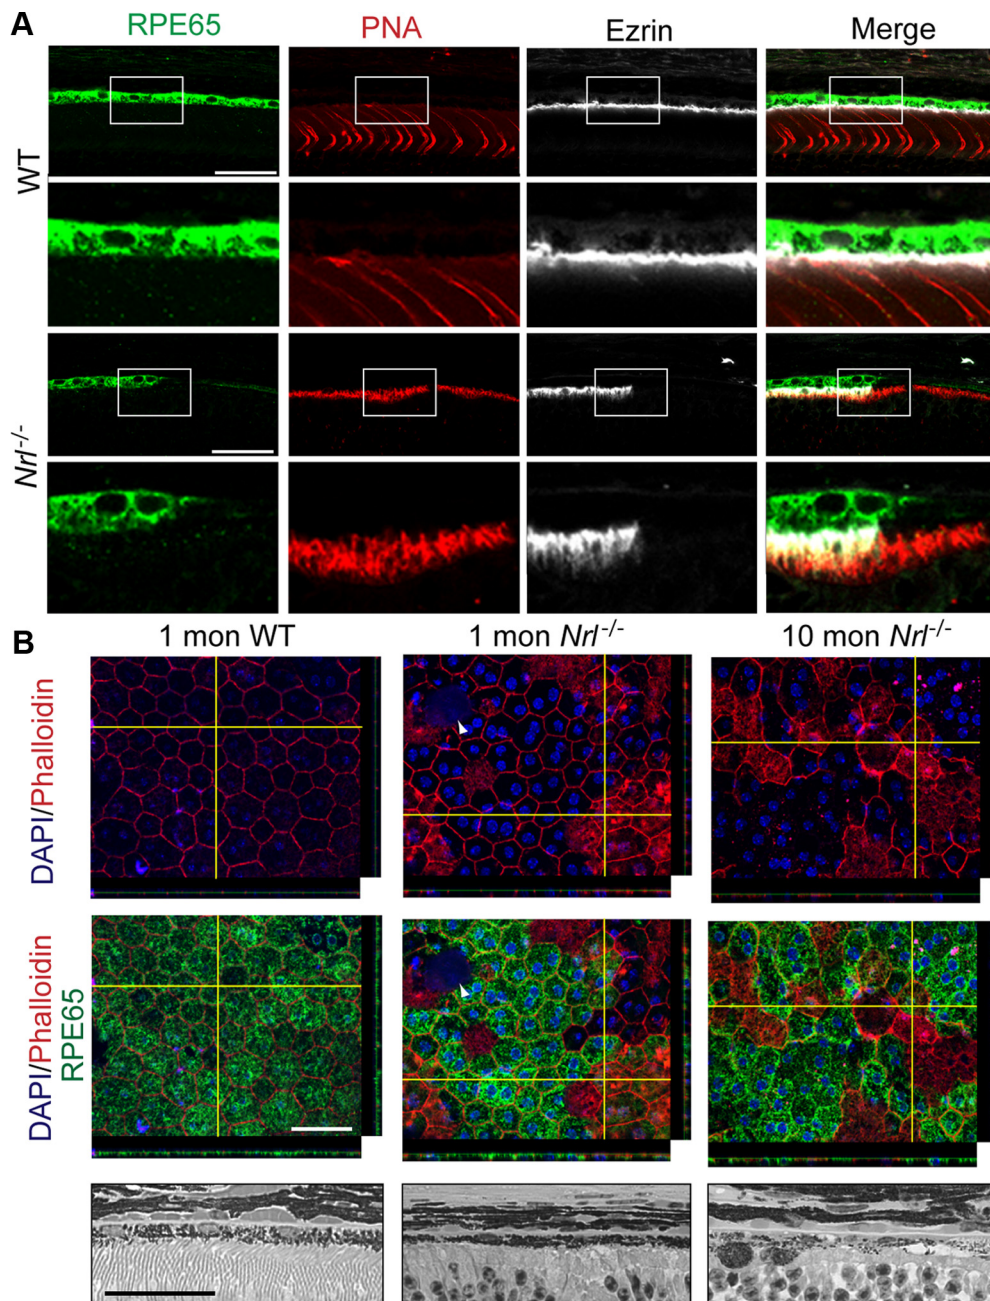 A
RPE65 PNA Ezrin Merge
WT
Nrl-/-
B
1 mon WT 1 mon Nrl-/- 10 mon Nrl-/-
DAPI/Phalloidin
DAPI/Phalloidin
RPE65